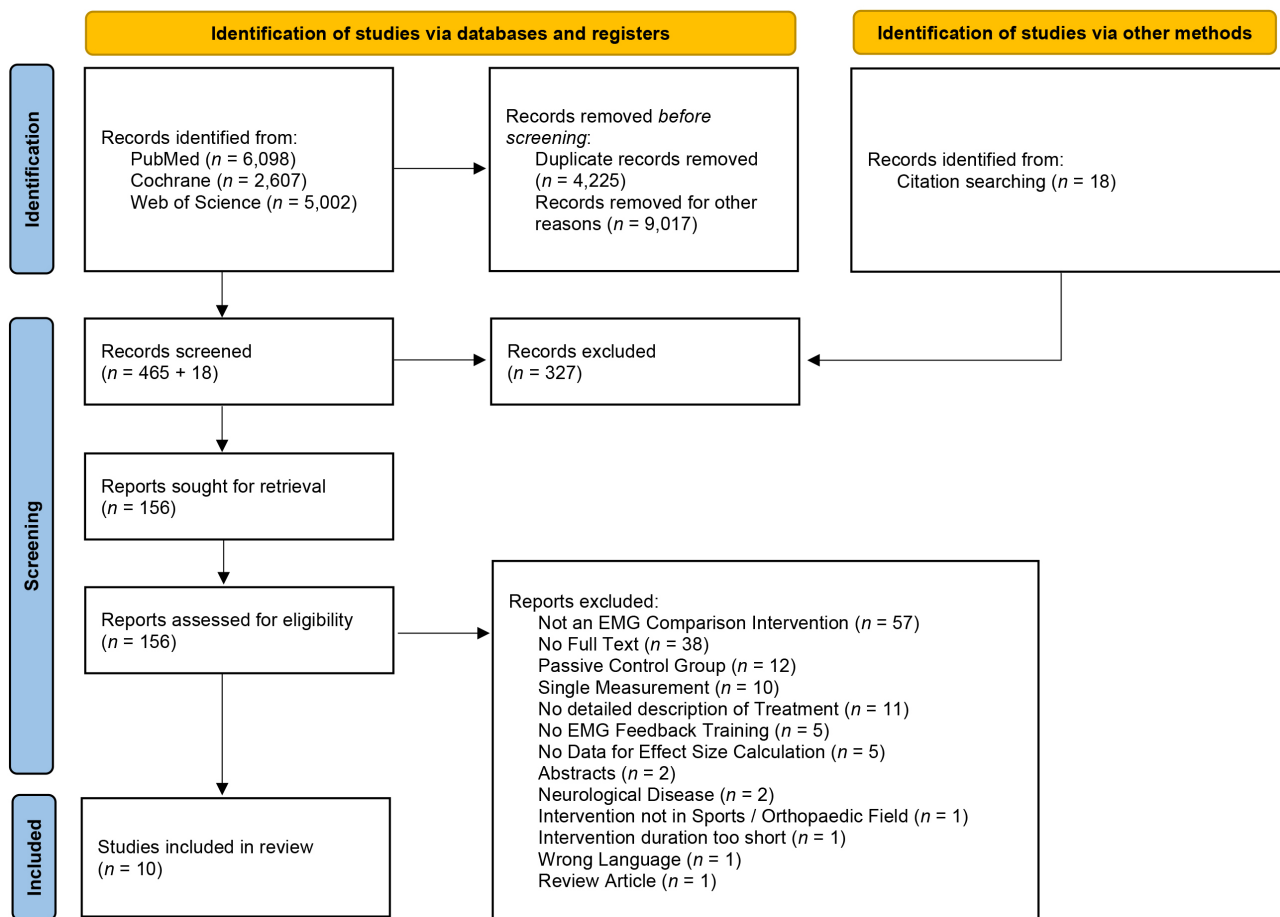 Identification of studies via databases and registers
Identification of studies via other methods
Identification
Records identified from:
PubMed (n = 6,098)
Cochrane (n = 2,607)
Web of Science (n = 5,002)
Records removed before
screening:
Duplicate records removed
(n = 4,225)
Records removed for other
reasons (n = 9,017)
Records identified from:
Citation searching (n = 18)
Screening
Records screened
(n = 465 + 18)
Records excluded
(n = 327)
Reports sought for retrieval
(n = 156)
Reports assessed for eligibility
(n = 156)
Reports excluded:
Not an EMG Comparison Intervention (n = 57)
No Full Text (n = 38)
Passive Control Group (n = 12)
Single Measurement (n = 10)
No detailed description of Treatment (n = 11)
No EMG Feedback Training (n = 5)
No Data for Effect Size Calculation (n = 5)
Abstracts (n = 2)
Neurological Disease (n = 2)
Intervention not in Sports / Orthopaedic Field (n = 1)
Intervention duration too short (n = 1)
Wrong Language (n = 1)
Review Article (n = 1)
Included
Studies included in review
(n = 10)